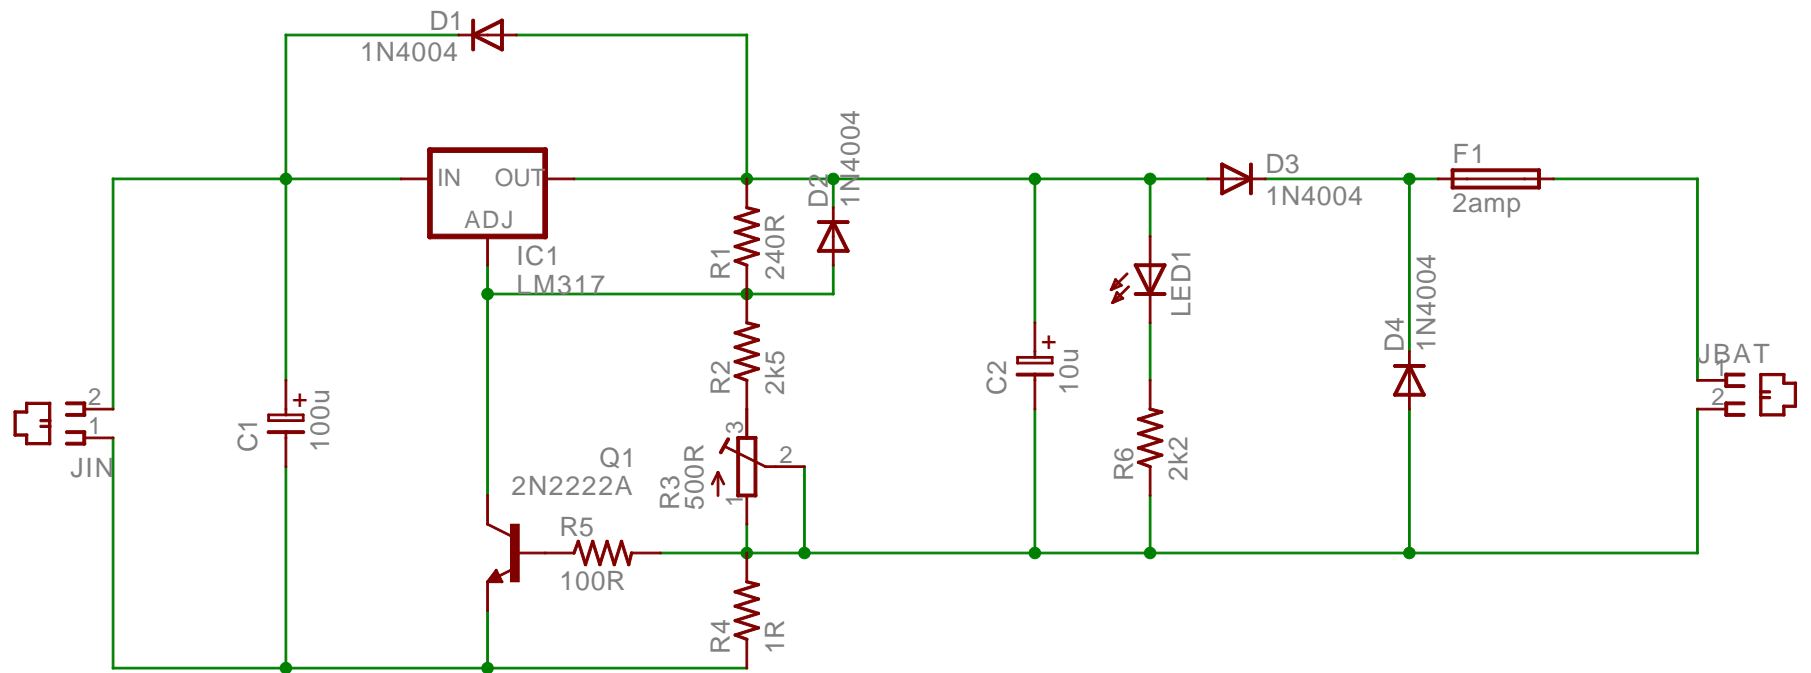 D1
1N4004
IN
OUT
ADJ
IC1
LM317
R1
240R
D2
1N4004
D3
1N4004
F1
2amp
LED1
R2
2k5
C2
10u
D4
1N4004
JBAT
1
2
2
1
JIN
C1
100u
Q1
2N2222A
R3
500R
3
2
1
R6
2k2
R5
100R
R4
1R